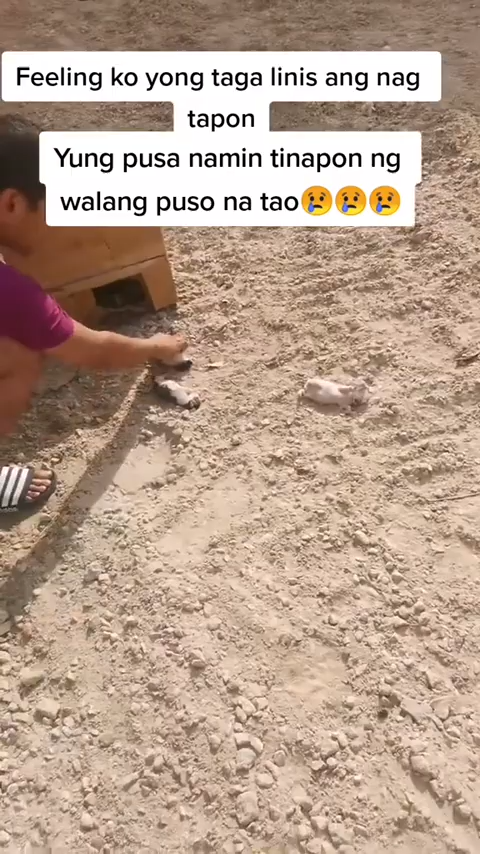 Feeling ko yong taga linis ang nag
tapon
Yung pusa namin tinapon ng
walang puso na tao😢😢😢